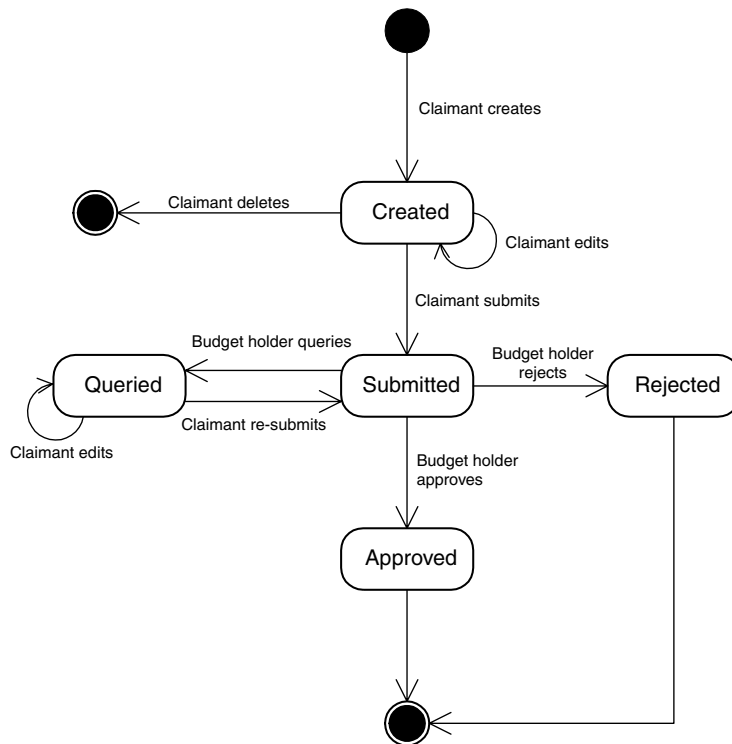 Claimant creates
Claimant deletes
Created
Claimant edits
Claimant submits
Budget holder queries
Budget holder
rejects
Queried
Submitted
Rejected
Claimant re-submits
Claimant edits
Budget holder
approves
Approved